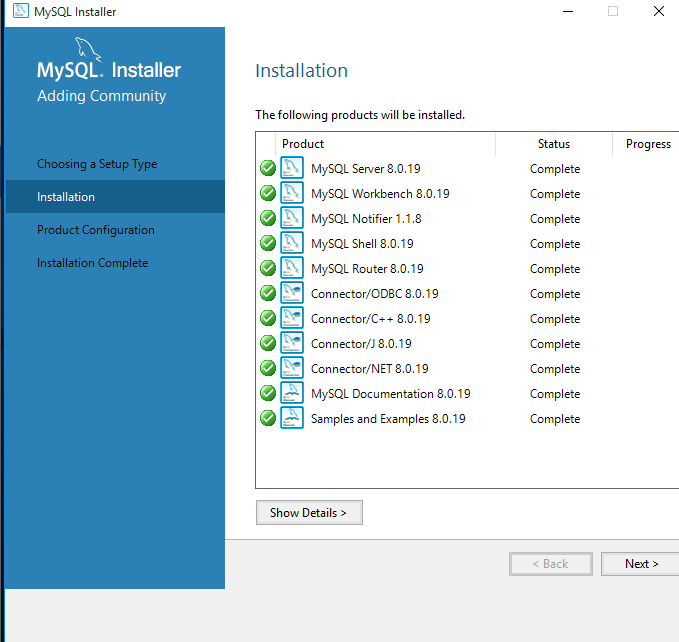 MySQL Installer
MySQL. Installer
Adding Community
Choosing a Setup Type
Installation
Product Configuration
Installation Complete
Installation
The following products will be installed.
Product Status Progress
MySQL Server 8.0.19 Complete
MySQL Workbench 8.0.19 Complete
MySQL Notifier 1.1.8 Complete
MySQL Shell 8.0.19 Complete
MySQL Router 8.0.19 Complete
Connector/ODBC 8.0.19 Complete
Connector/C++ 8.0.19 Complete
Connector/J 8.0.19 Complete
Connector/NET 8.0.19 Complete
MySQL Documentation 8.0.19 Complete
Samples and Examples 8.0.19 Complete
Show Details >
< Back Next >